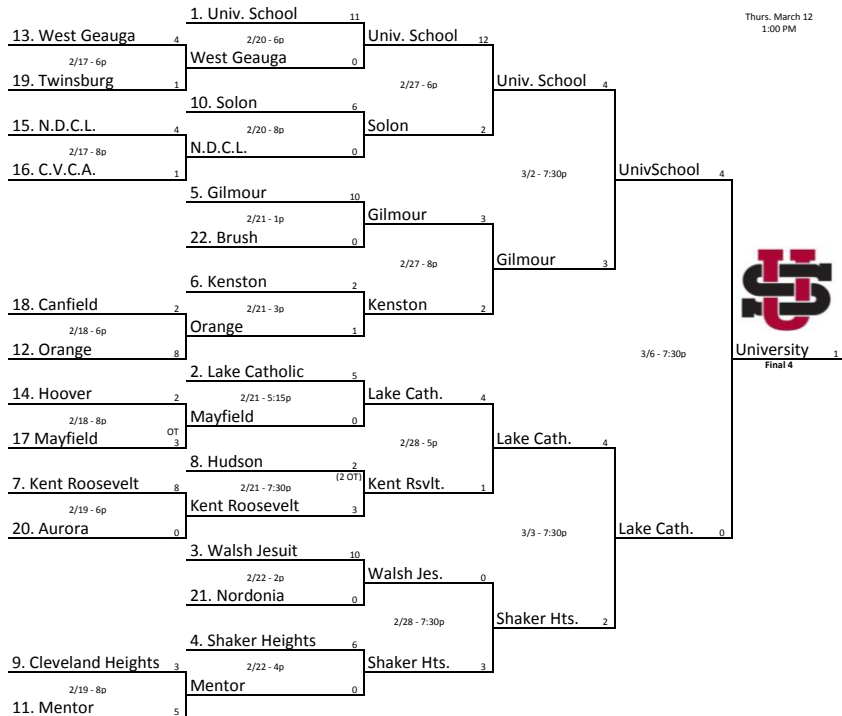 1. Univ. School 11
Thurs. March 12
1:00 PM
13. West Geauga 4
2/20 - 6p
Univ. School 12
2/17 - 6p
West Geauga 0
19. Twinsburg 1
2/27 - 6p
Univ. School 4
10. Solon 6
15. N.D.C.L. 4
2/20 - 8p
Solon 2
2/17 - 8p
N.D.C.L. 0
16. C.V.C.A. 1
3/2 - 7:30p
UnivSchool 4
5. Gilmour 10
2/21 - 1p
Gilmour 3
22. Brush 0
2/27 - 8p
Gilmour 3
6. Kenston 2
18. Canfield 2
2/21 - 3p
Kenston 2
2/18 - 6p
Orange 1
12. Orange 8
3/6 - 7:30p
US
University 1
Final 4
2. Lake Catholic 5
14. Hoover 2
2/21 - 5:15p
Lake Cath. 4
2/18 - 8p
Mayfield 0
OT
17 Mayfield 3
2/28 - 5p
Lake Cath. 4
8. Hudson 2
7. Kent Roosevelt 8
2/21 - 7:30p
(2 OT)
Kent Rsvlt. 1
2/19 - 6p
Kent Roosevelt 3
20. Aurora 0
3/3 - 7:30p
Lake Cath. 0
3. Walsh Jesuit 10
2/22 - 2p
Walsh Jes. 0
21. Nordonia 0
2/28 - 7:30p
Shaker Hts. 2
4. Shaker Heights 6
9. Cleveland Heights 3
2/22 - 4p
Shaker Hts. 3
2/19 - 8p
Mentor 0
11. Mentor 5